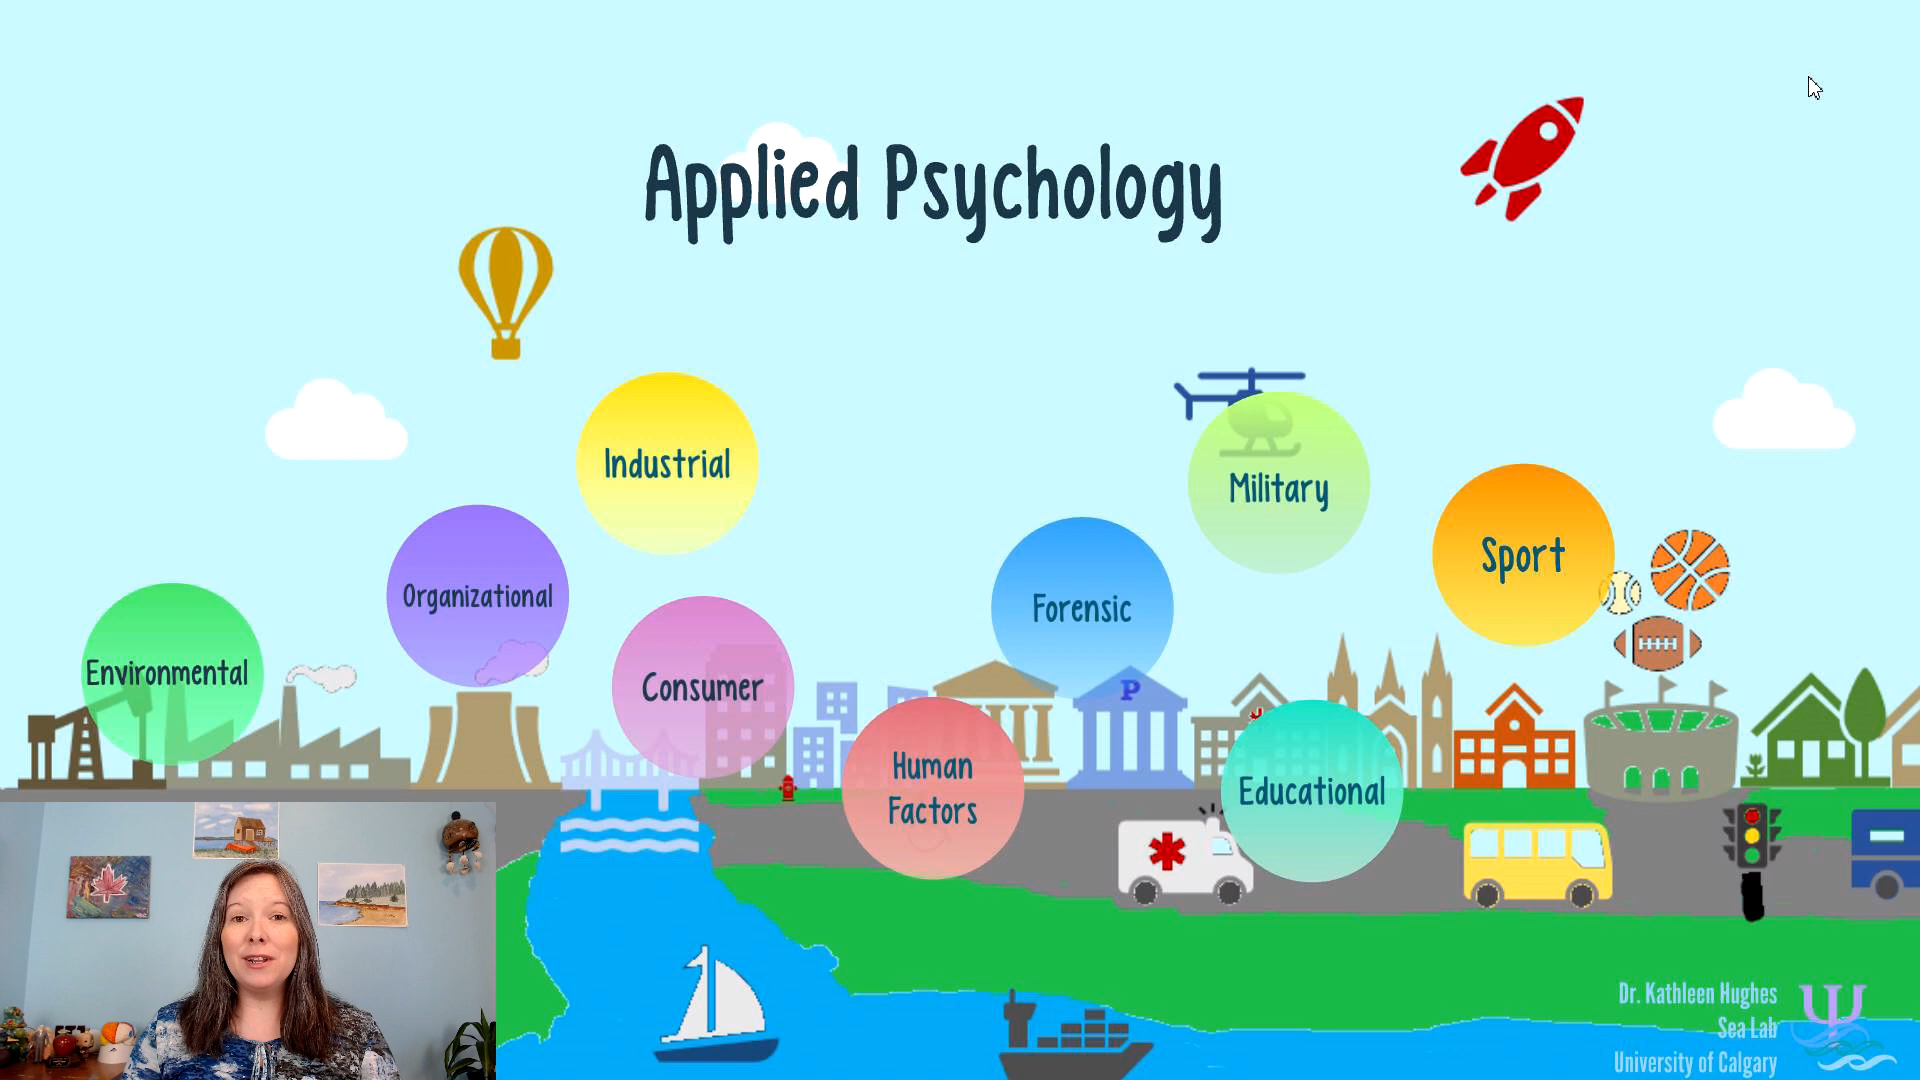 Applied Psychology
Industrial
Military
Sport
Organizational
Forensic
Environmental
Consumer
Human
Factors
Educational
P
Dr. Kathleen Hughes
Sea Lab
University of Calgary